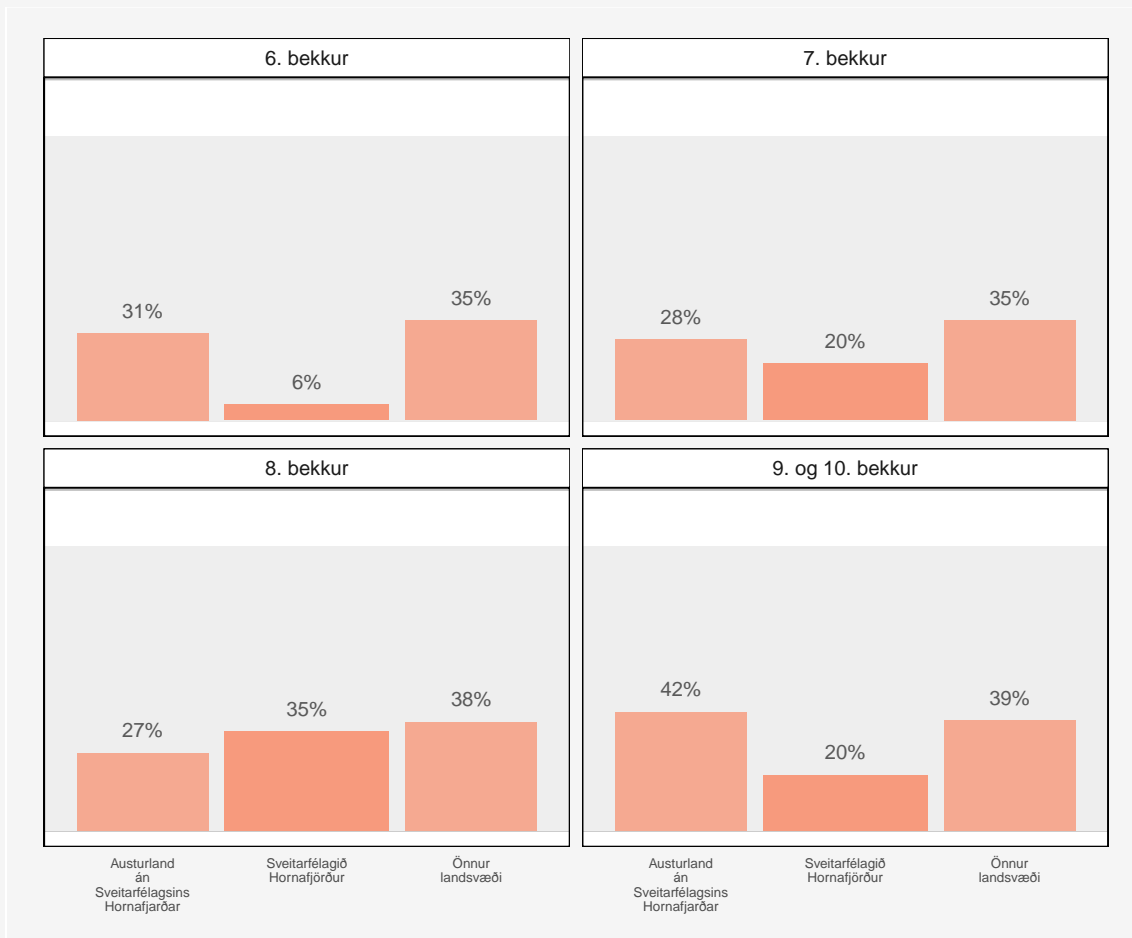 6. bekkur
7. bekkur
31%
6%
35%
28%
20%
35%
8. bekkur
9. og 10. bekkur
27%
35%
38%
42%
20%
39%
Austurland
án
Sveitarfélagsins
Hornafjarðar
Sveitarfélagið
Hornafjörður
Önnur
landsvæði
Austurland
án
Sveitarfélagsins
Hornafjarðar
Sveitarfélagið
Hornafjörður
Önnur
landsvæði